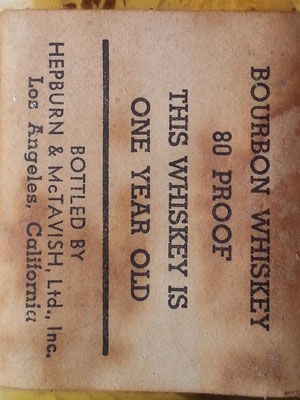 BOURBON WHISKEY
80 PROOF
THIS WHISKEY IS
ONE YEAR OLD
BOTTLED BY
HEPBURN & McTAVISH, Ltd., Inc.
Los Angeles, California